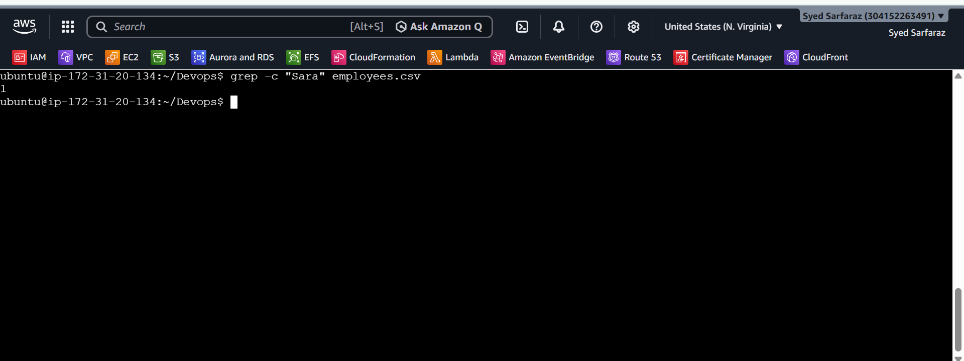 aws Search [Alt+S] Ask Amazon Q United States (N. Virginia) ▼ Syed Sarfaraz (304152263491) ▼
Syed Sarfaraz
IAM VPC EC2 S3 Aurora and RDS EFS CloudFormation Lambda Amazon EventBridge Route 53 Certificate Manager CloudFront
ubuntu@ip-172-31-20-134:~/Devops$ grep -c "Sara" employees.csv
1
ubuntu@ip-172-31-20-134:~/Devops$